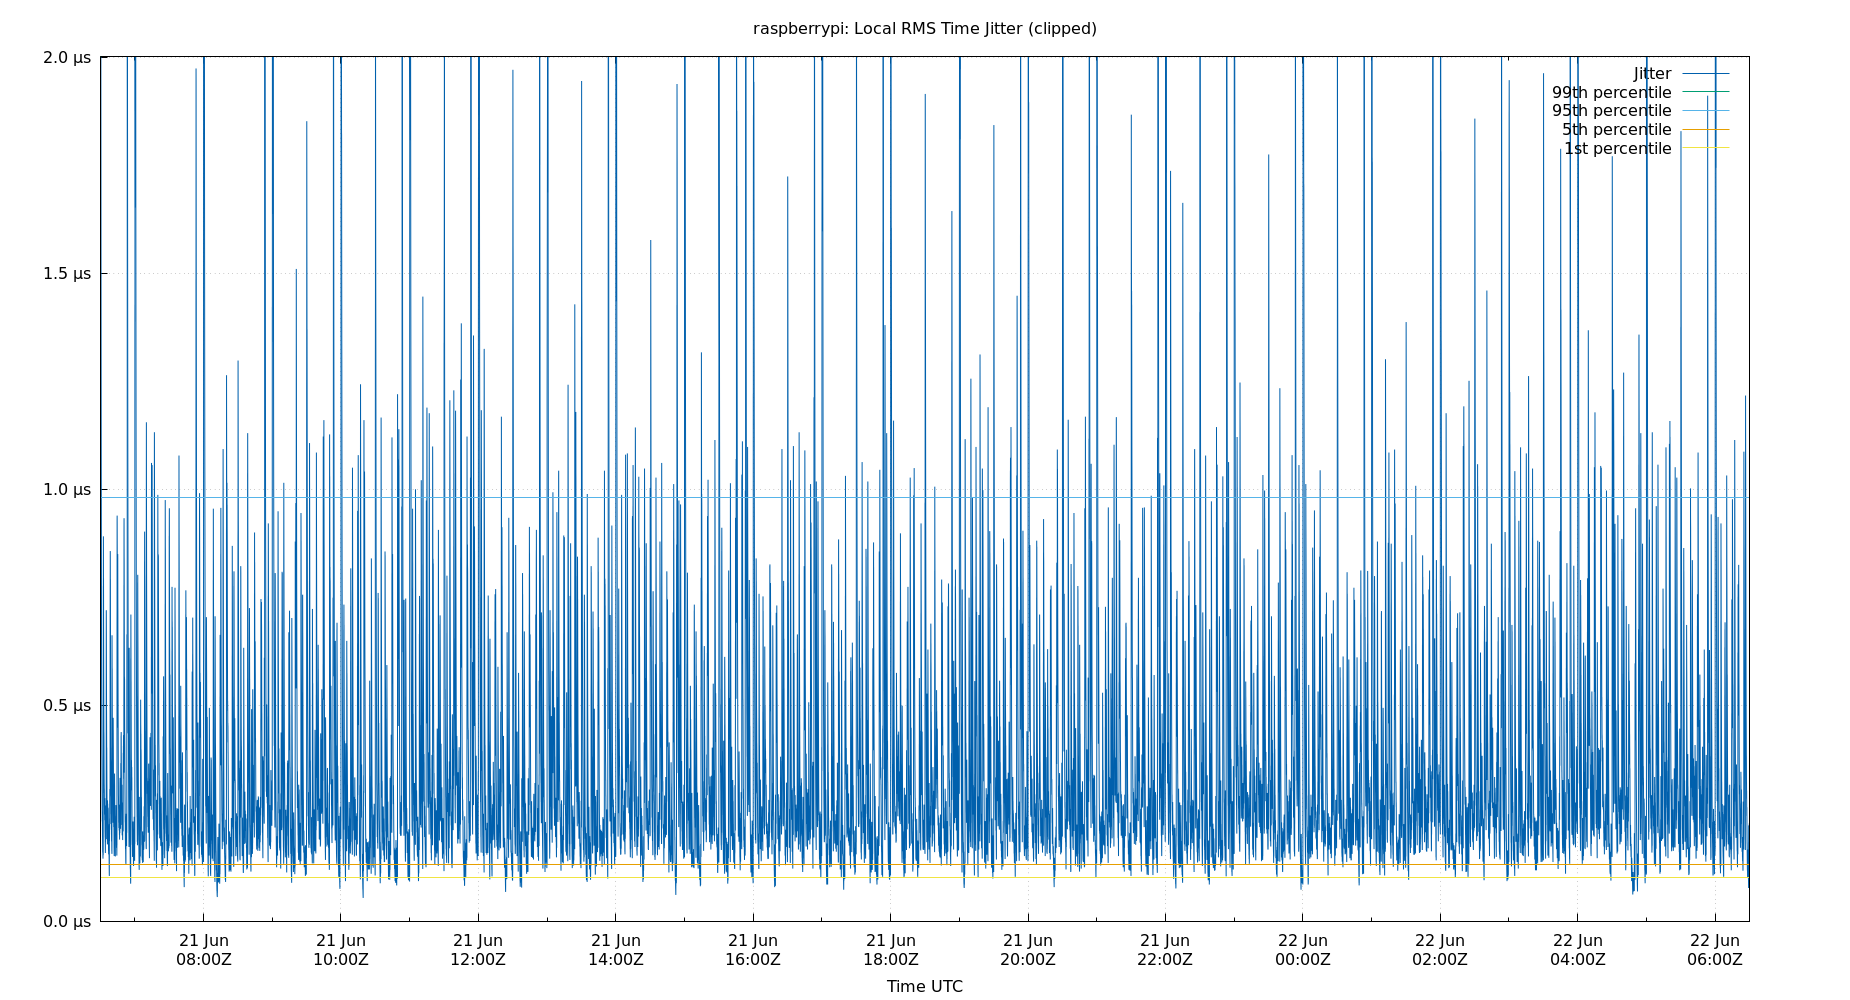 raspberrypi: Local RMS Time Jitter (clipped)
2.0 µs
1.5 µs
1.0 µs
0.5 µs
0.0 µs
Jitter
99th percentile
95th percentile
5th percentile
1st percentile
21 Jun 21 Jun 21 Jun 21 Jun 21 Jun 21 Jun 21 Jun 21 Jun 22 Jun 22 Jun 22 Jun 22 Jun
08:00Z 10:00Z 12:00Z 14:00Z 16:00Z 18:00Z 20:00Z 22:00Z 00:00Z 02:00Z 04:00Z 06:00Z
Time UTC